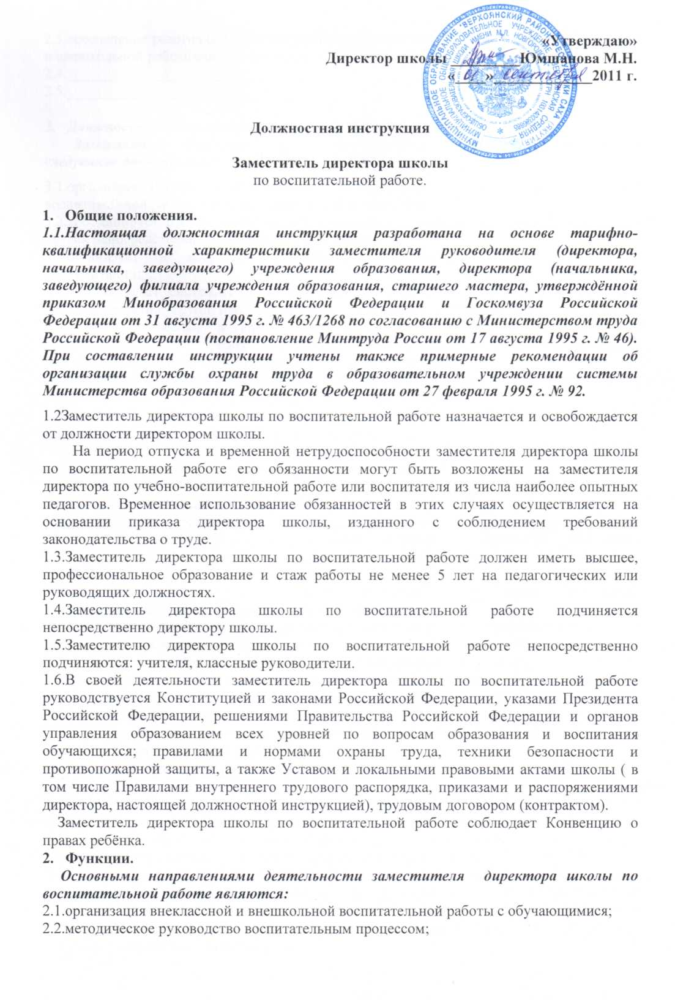 «Утверждаю»
Директор школы Юмшанова М.Н.
« 01 » сентября 2011 г.
МУНИЦИПАЛЬНОЕ ОБРАЗОВАНИЕ "ВЕРХОЯНСКИЙ РАЙОН" РЕСПУБЛИКИ САХА (ЯКУТИЯ)
Должностная инструкция
Заместитель директора школы
по воспитательной работе.
1. Общие положения.
1.1.Настоящая должностная инструкция разработана на основе тарифно-
квалификационной характеристики заместителя руководителя (директора,
начальника, заведующего) учреждения образования, директора (начальника,
заведующего) филиала учреждения образования, старшего мастера, утверждённой
приказом Минобразования Российской Федерации и Госкомвуза Российской
Федерации от 31 августа 1995 г. № 463/1268 по согласованию с Министерством труда
Российской Федерации (постановление Минтруда России от 17 августа 1995 г. № 46).
При составлении инструкции учтены также примерные рекомендации об
организации службы охраны труда в образовательном учреждении системы
Министерства образования Российской Федерации от 27 февраля 1995 г. № 92.
1.2Заместитель директора школы по воспитательной работе назначается и освобождается
от должности директором школы.
На период отпуска и временной нетрудоспособности заместителя директора школы
по воспитательной работе его обязанности могут быть возложены на заместителя
директора по учебно-воспитательной работе или воспитателя из числа наиболее опытных
педагогов. Временное использование обязанностей в этих случаях осуществляется на
основании приказа директора школы, изданного с соблюдением требований
законодательства о труде.
1.3.Заместитель директора школы по воспитательной работе должен иметь высшее,
профессиональное образование и стаж работы не менее 5 лет на педагогических или
руководящих должностях.
1.4.Заместитель директора школы по воспитательной работе подчиняется
непосредственно директору школы.
1.5.Заместителю директора школы по воспитательной работе непосредственно
подчиняются: учителя, классные руководители.
1.6.В своей деятельности заместитель директора школы по воспитательной работе
руководствуется Конституцией и законами Российской Федерации, указами Президента
Российской Федерации, решениями Правительства Российской Федерации и органов
управления образованием всех уровней по вопросам образования и воспитания
обучающихся; правилами и нормами охраны труда, техники безопасности и
противопожарной защиты, а также Уставом и локальными правовыми актами школы ( в
том числе Правилами внутреннего трудового распорядка, приказами и распоряжениями
директора, настоящей должностной инструкцией), трудовым договором (контрактом).
Заместитель директора школы по воспитательной работе соблюдает Конвенцию о
правах ребёнка.
2. Функции.
Основными направлениями деятельности заместителя директора школы по
воспитательной работе являются:
2.1.организация внеклассной и внешкольной воспитательной работы с обучающимися;
2.2.методическое руководство воспитательным процессом;